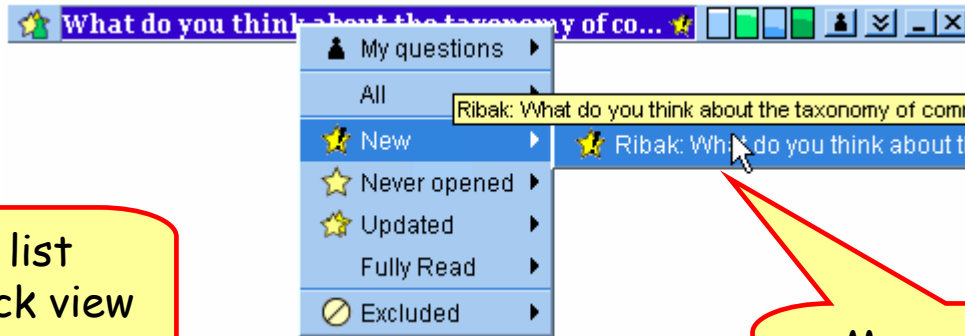 What do you think about the taxonomy of co...
My questions
All
Ribak: What do you think about the taxonomy of com
New
Ribak: What do you think about t
Never opened
Updated
Fully Read
Excluded
list
ck view